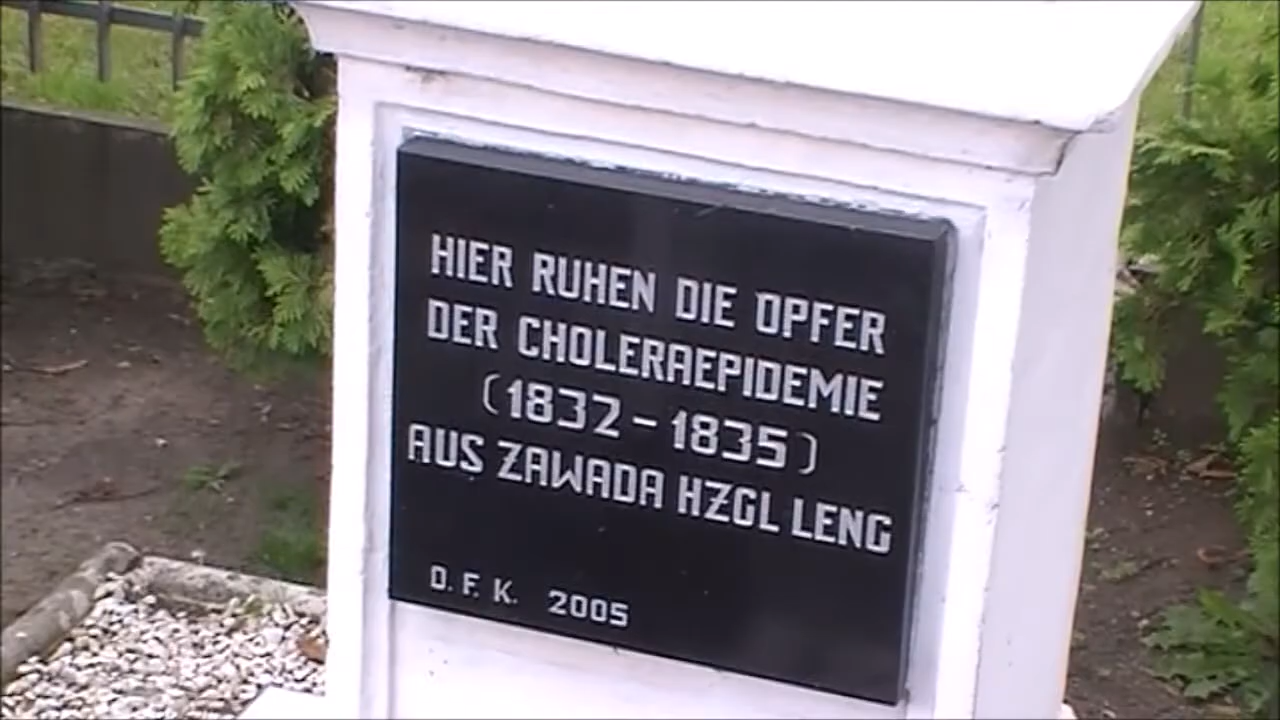 HIER RUHEN DIE OPFER
DER CHOLERAEPIDEMIE
(1832-1835)
AUS ZAWADA HZGL LENG
D. F. K. 2005